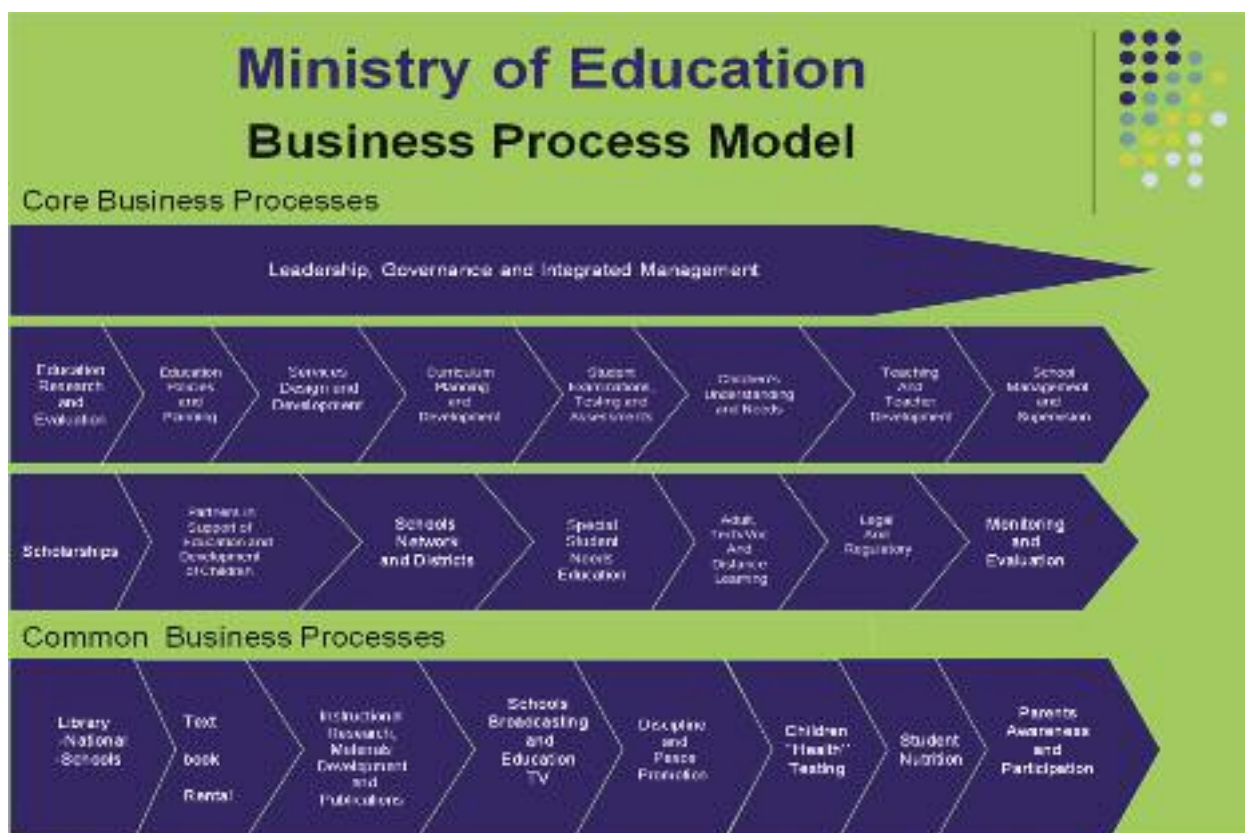 Ministry of Education
Business Process Model
Core Business Processes
Leadership, Governance and Integrated Management
Education
Research
and
Evaluation
Education
Policies
and
Planning
Services
Design and
Development
Curriculum
Planning
and
Development
Student
Examinations,
Testing and
Assessments
Children's
Understanding
and Needs
Teaching
And
Teacher
Development
School
Management
and
Supervision
Scholarships
Partners in
Support of
Education and
Development
of Children
Schools
Network
and Districts
Special
Student
Needs
Education
Adult,
Tech/Voc
And
Distance
Learning
Legal
And
Regulatory
Monitoring
and
Evaluation
Common Business Processes
Library
-National
-Schools
Text
book
Rental
Instructional
Research,
Materials
Development
and
Publications
Schools
Broadcasting
and
Education
TV
Discipline
and
Peace
Promotion
Children
"Health"
Testing
Student
Nutrition
Parents
Awareness
and
Participation